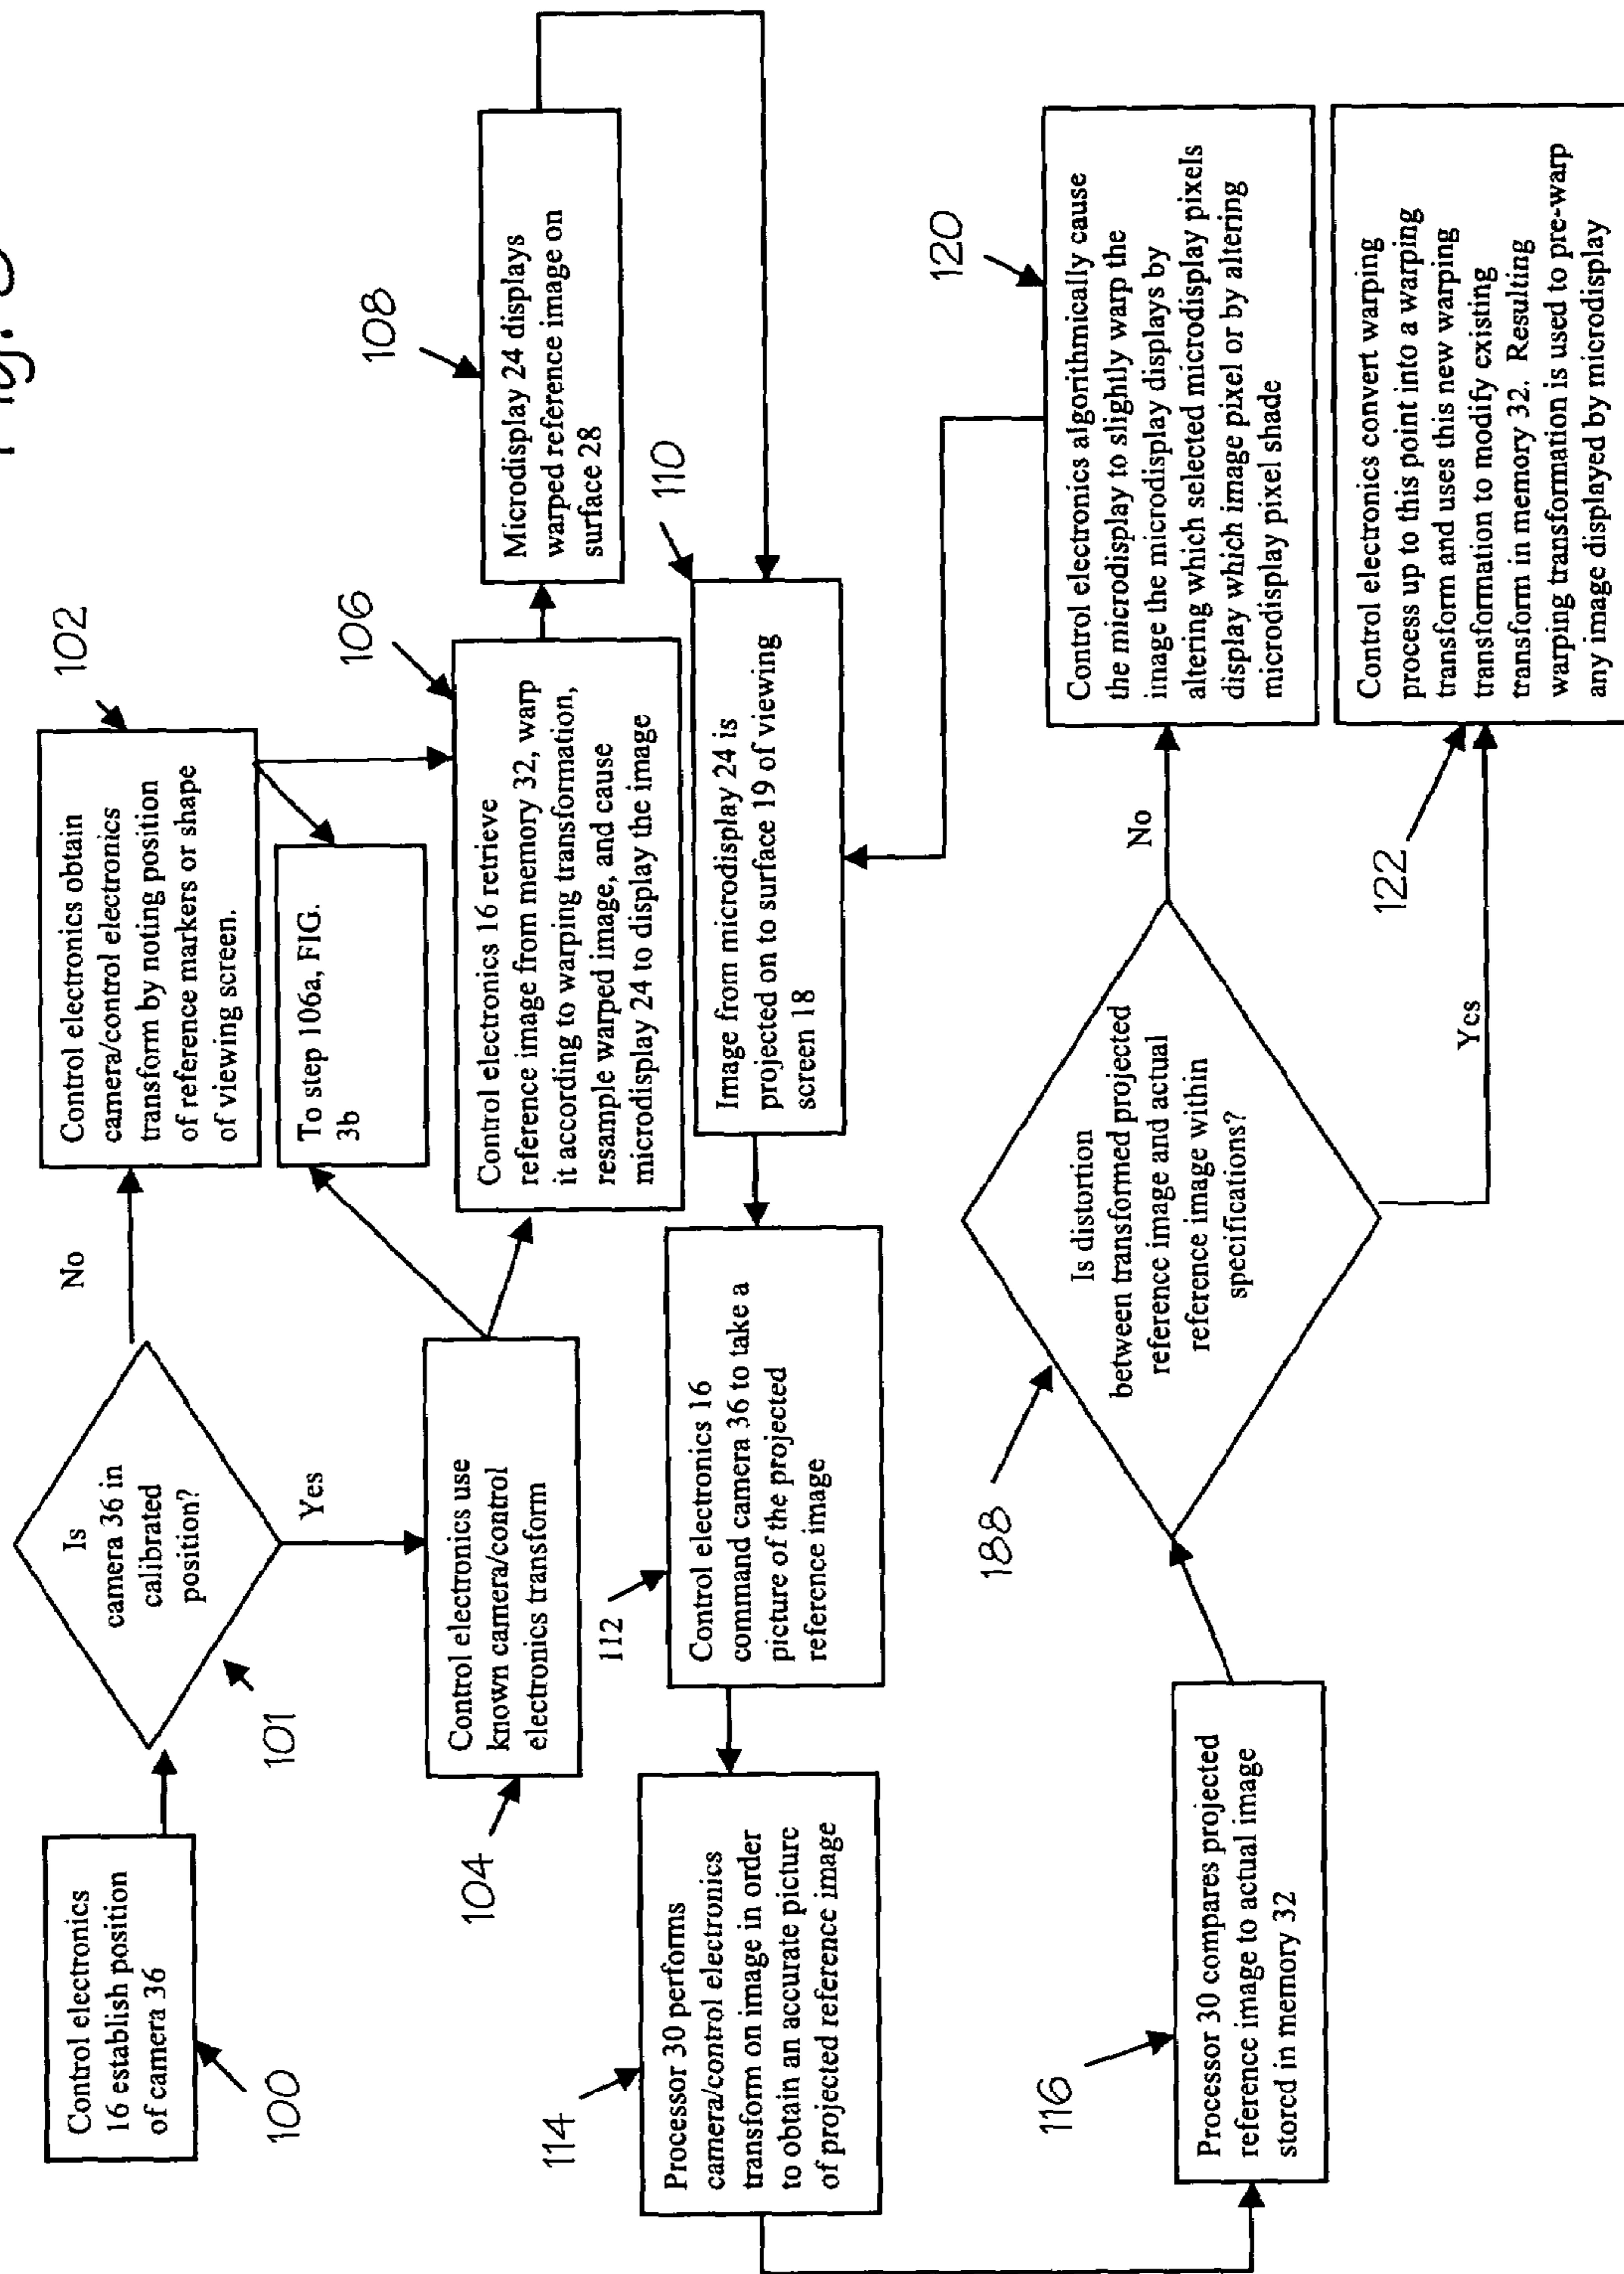 Fig. 3
Control electronics
16 establish position
of camera 36
100
Is
camera 36 in
calibrated
position?
101
No
Yes
Control electronics obtain
camera/control electronics
transform by noting position
of reference markers or shape
of viewing screen.
102
To step 106a, FIG.
3b
Control electronics use
known camera/control
electronics transform
104
Control electronics 16 retrieve
reference image from memory 32, warp
it according to warping transformation,
resample warped image, and cause
microdisplay 24 to display the image
106
Microdisplay 24 displays
warped reference image on
surface 28
108
Image from microdisplay 24 is
projected on to surface 19 of viewing
screen 18
110
Control electronics 16
command camera 36 to take a
picture of the projected
reference image
112
Processor 30 performs
camera/control electronics
transform on image in order
to obtain an accurate picture
of projected reference image
114
Processor 30 compares projected
reference image to actual image
stored in memory 32
116
Is distortion
between transformed projected
reference image and actual
reference image within
specifications?
188
No
Yes
Control electronics algorithmically cause
the microdisplay to slightly warp the
image the microdisplay displays by
altering which selected microdisplay pixels
display which image pixel or by altering
microdisplay pixel shade
120
Control electronics convert warping
process up to this point into a warping
transform and uses this new warping
transformation to modify existing
transform in memory 32. Resulting
warping transformation is used to pre-warp
any image displayed by microdisplay
122